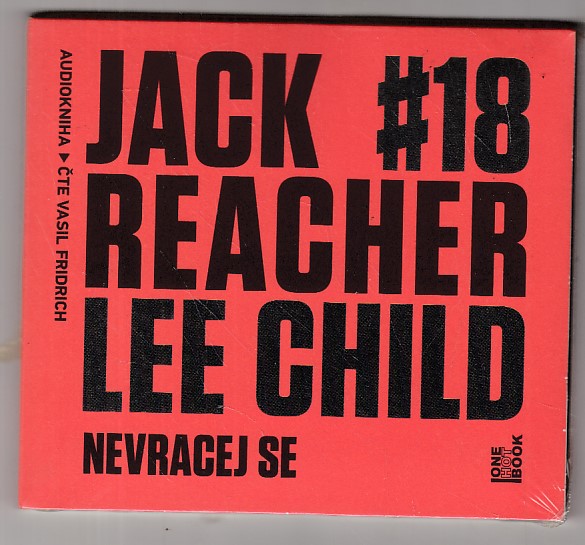 JACK #18
REACHER
LEE CHILD
NEVRACEJ SE
AUDIOKNIHA ▶ ČTE VASIL FRIDRICH
ONE
HOT
BOOK